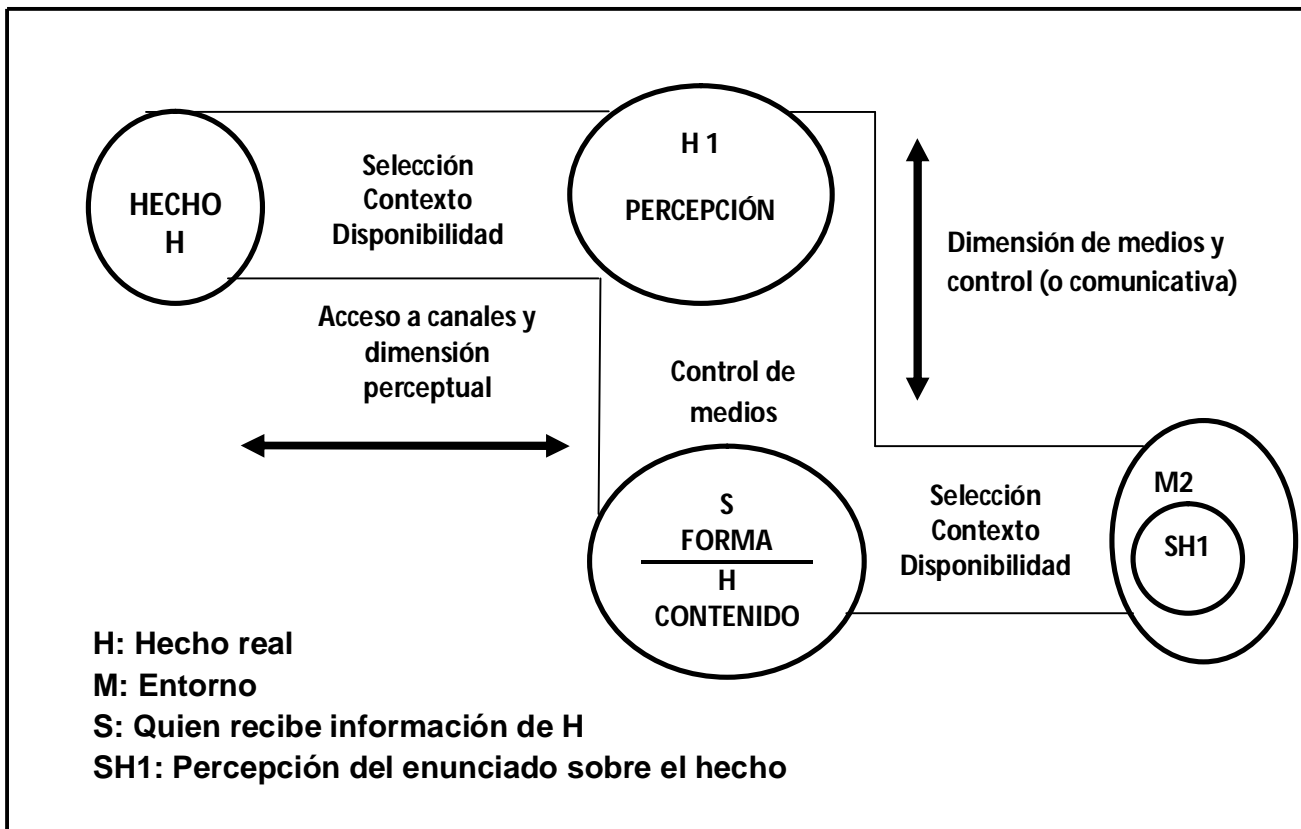 HECHO
H
Selección
Contexto
Disponibilidad
H 1
PERCEPCIÓN
Dimensión de medios y
control (o comunicativa)
Acceso a canales y
dimensión
perceptual
Control de
medios
S
FORMA
H
CONTENIDO
Selección
Contexto
Disponibilidad
M2
SH1
H: Hecho real
M: Entorno
S: Quien recibe información de H
SH1: Percepción del enunciado sobre el hecho